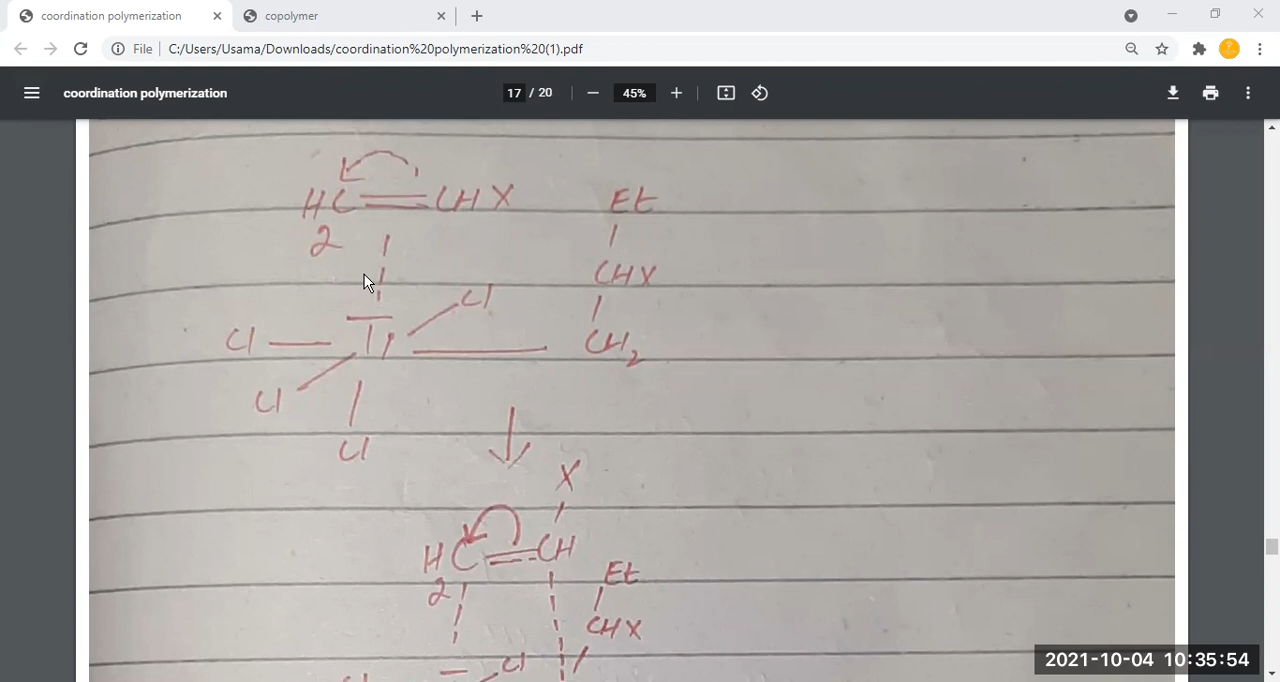 coordination polymerization
copolymer
File C:/Users/Usama/Downloads/coordination%20polymerization%20(1).pdf
coordination polymerization
17 / 20
45%
H2C=CHX
Et
CHX
CH2
Cl
Ti
Cl
Cl
Cl
X
H2C=CH
Et
CHX
Cl
2021-10-04 10:35:54